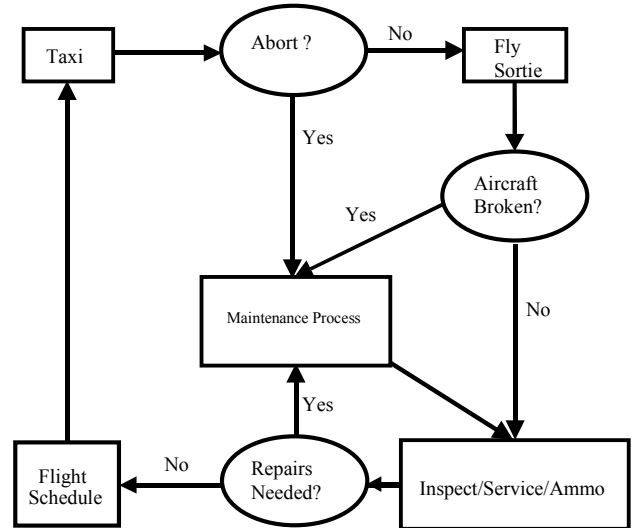 Taxi
Abort ?
No
Fly
Sortie
Yes
Aircraft
Broken?
Yes
Maintenance Process
No
Yes
Flight
Schedule
No
Repairs
Needed?
Inspect/Service/Ammo